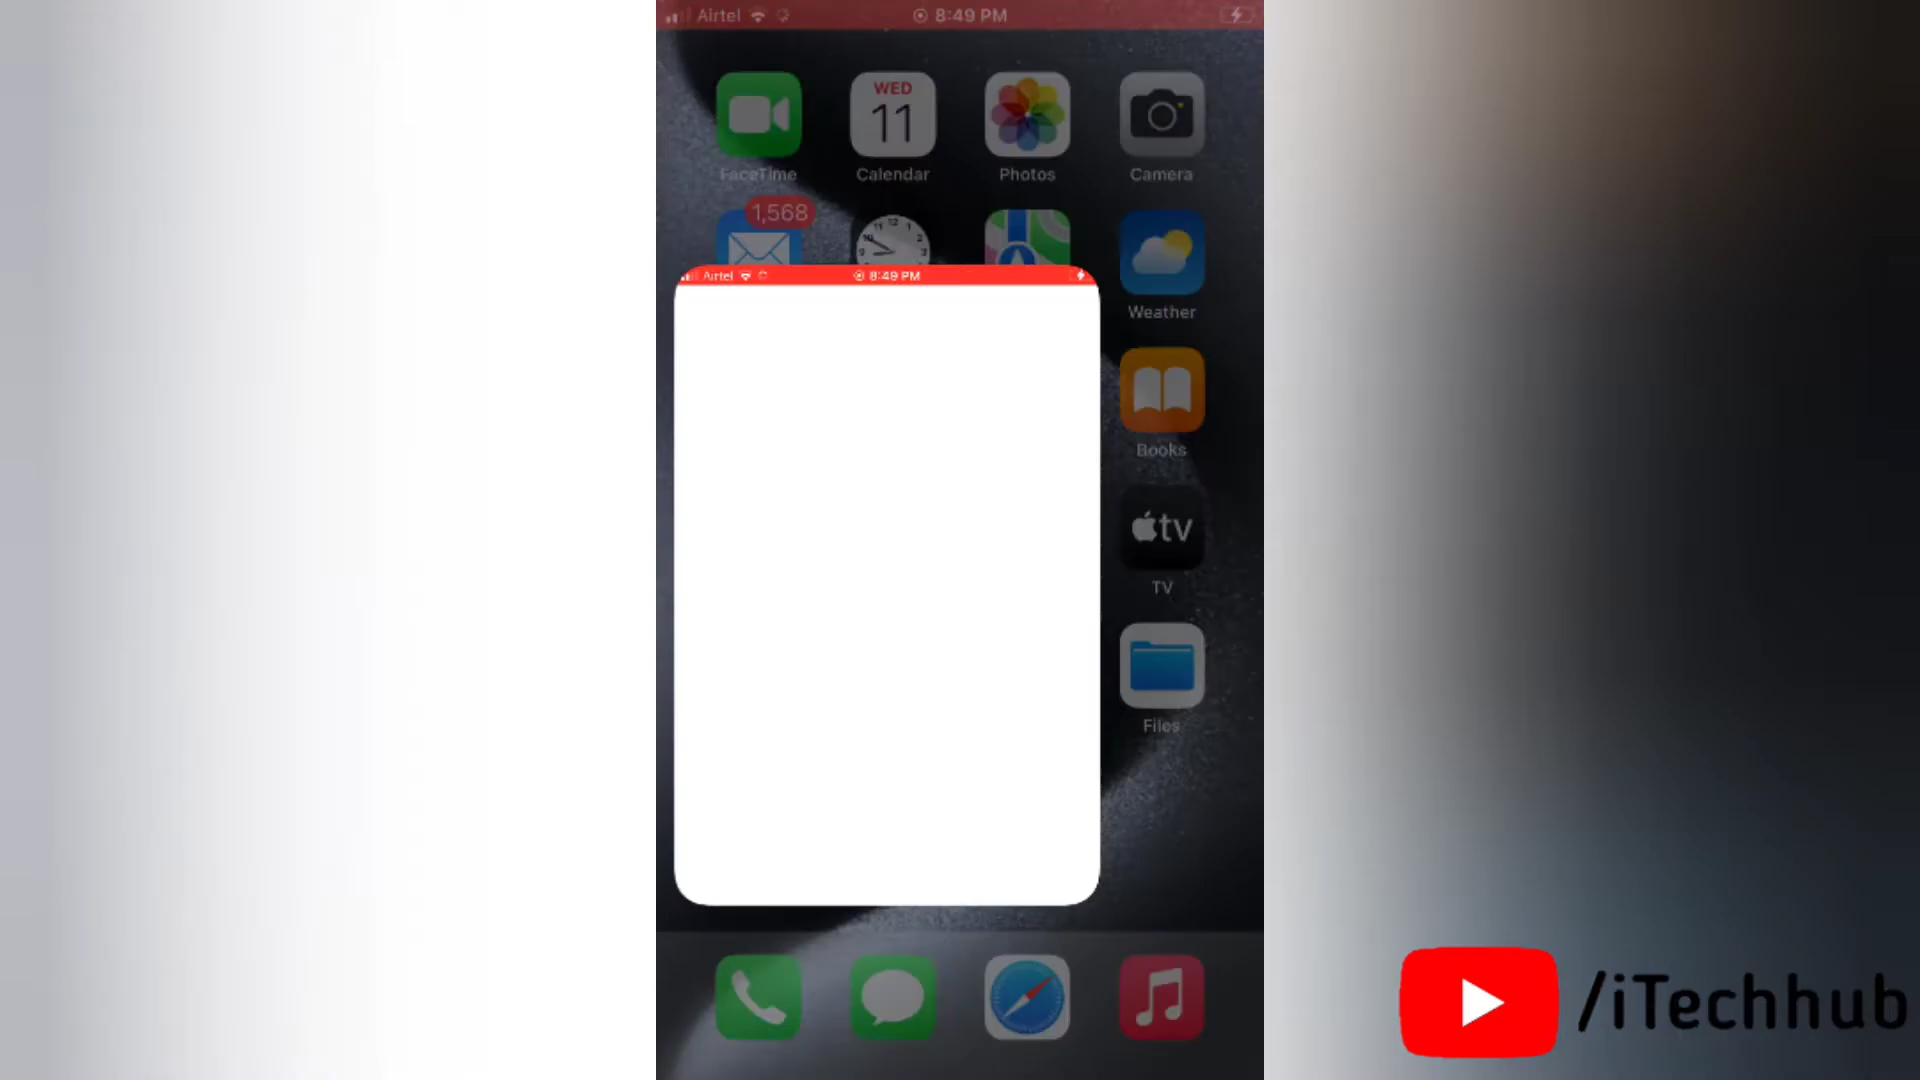 Airtel 8:49 PM
WED
11
FaceTime Calendar Photos Camera
1,568
Airtel 8:49 PM
Weather
Books
tv
TV
Files
/iTechhub